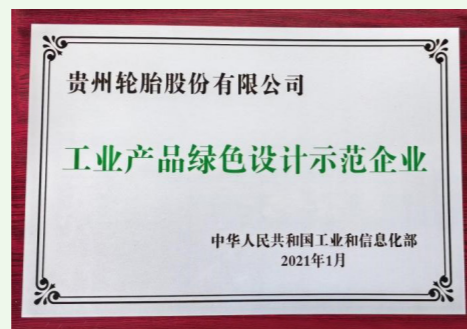 贵州轮胎股份有限公司
工业产品绿色设计示范企业
中华人民共和国工业和信息化部
2021年1月